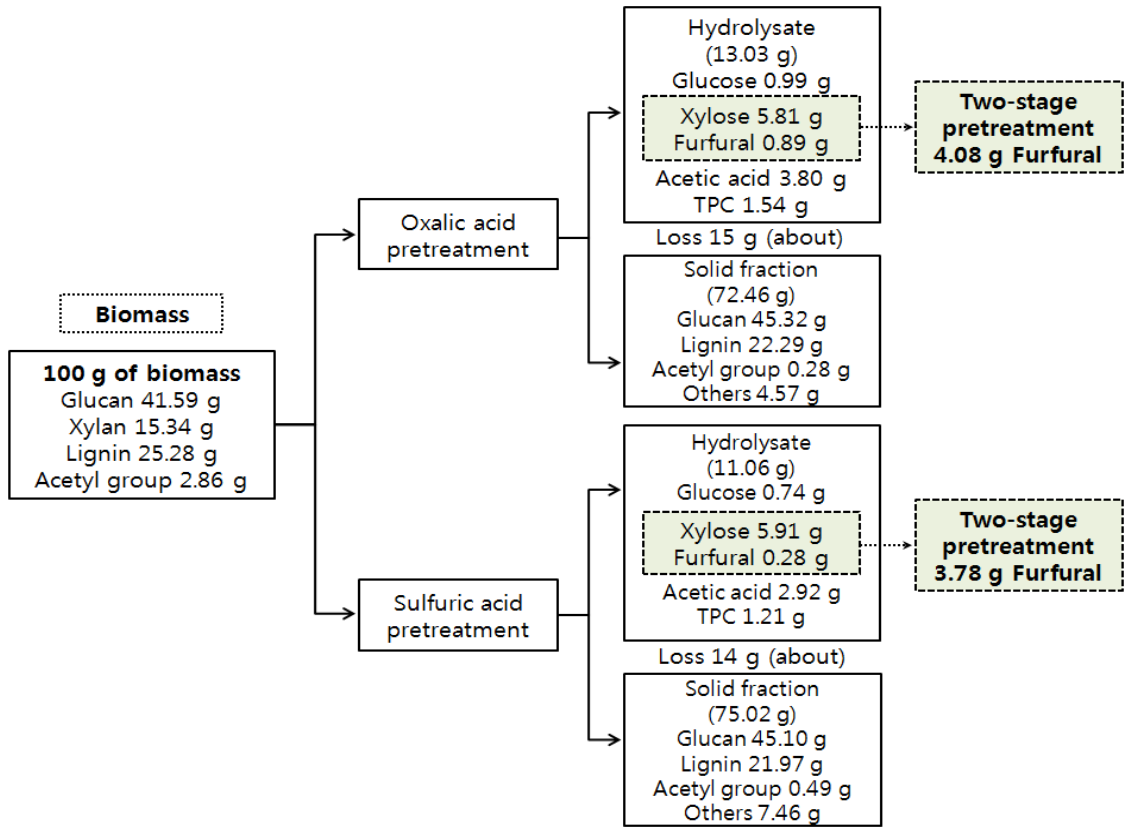 Biomass
100 g of biomass
Glucan 41.59 g
Xylan 15.34 g
Lignin 25.28 g
Acetyl group 2.86 g
Oxalic acid
pretreatment
Hydrolysate
(13.03 g)
Glucose 0.99 g
Xylose 5.81 g
Furfural 0.89 g
Acetic acid 3.80 g
TPC 1.54 g
Two-stage
pretreatment
4.08 g Furfural
Loss 15 g (about)
Solid fraction
(72.46 g)
Glucan 45.32 g
Lignin 22.29 g
Acetyl group 0.28 g
Others 4.57 g
Sulfuric acid
pretreatment
Hydrolysate
(11.06 g)
Glucose 0.74 g
Xylose 5.91 g
Furfural 0.28 g
Acetic acid 2.92 g
TPC 1.21 g
Two-stage
pretreatment
3.78 g Furfural
Loss 14 g (about)
Solid fraction
(75.02 g)
Glucan 45.10 g
Lignin 21.97 g
Acetyl group 0.49 g
Others 7.46 g